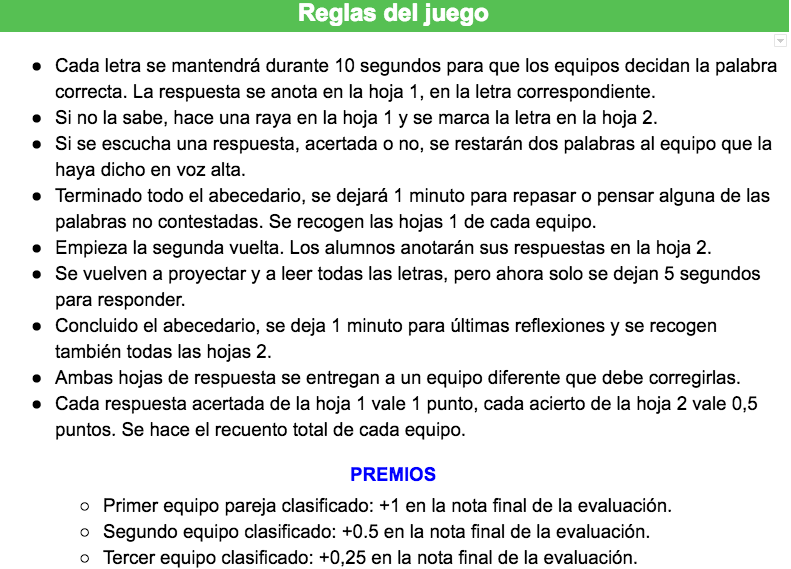 Reglas del juego
● Cada letra se mantendrá durante 10 segundos para que los equipos decidan la palabra
correcta. La respuesta se anota en la hoja 1, en la letra correspondiente.
● Si no la sabe, hace una raya en la hoja 1 y se marca la letra en la hoja 2.
● Si se escucha una respuesta, acertada o no, se restarán dos palabras al equipo que la
haya dicho en voz alta.
● Terminado todo el abecedario, se dejará 1 minuto para repasar o pensar alguna de las
palabras no contestadas. Se recogen las hojas 1 de cada equipo.
● Empieza la segunda vuelta. Los alumnos anotarán sus respuestas en la hoja 2.
● Se vuelven a proyectar y a leer todas las letras, pero ahora solo se dejan 5 segundos
para responder.
● Concluido el abecedario, se deja 1 minuto para últimas reflexiones y se recogen
también todas las hojas 2.
● Ambas hojas de respuesta se entregan a un equipo diferente que debe corregirlas.
● Cada respuesta acertada de la hoja 1 vale 1 punto, cada acierto de la hoja 2 vale 0,5
puntos. Se hace el recuento total de cada equipo.
PREMIOS
○ Primer equipo pareja clasificado: +1 en la nota final de la evaluación.
○ Segundo equipo clasificado: +0.5 en la nota final de la evaluación.
○ Tercer equipo clasificado: +0,25 en la nota final de la evaluación.